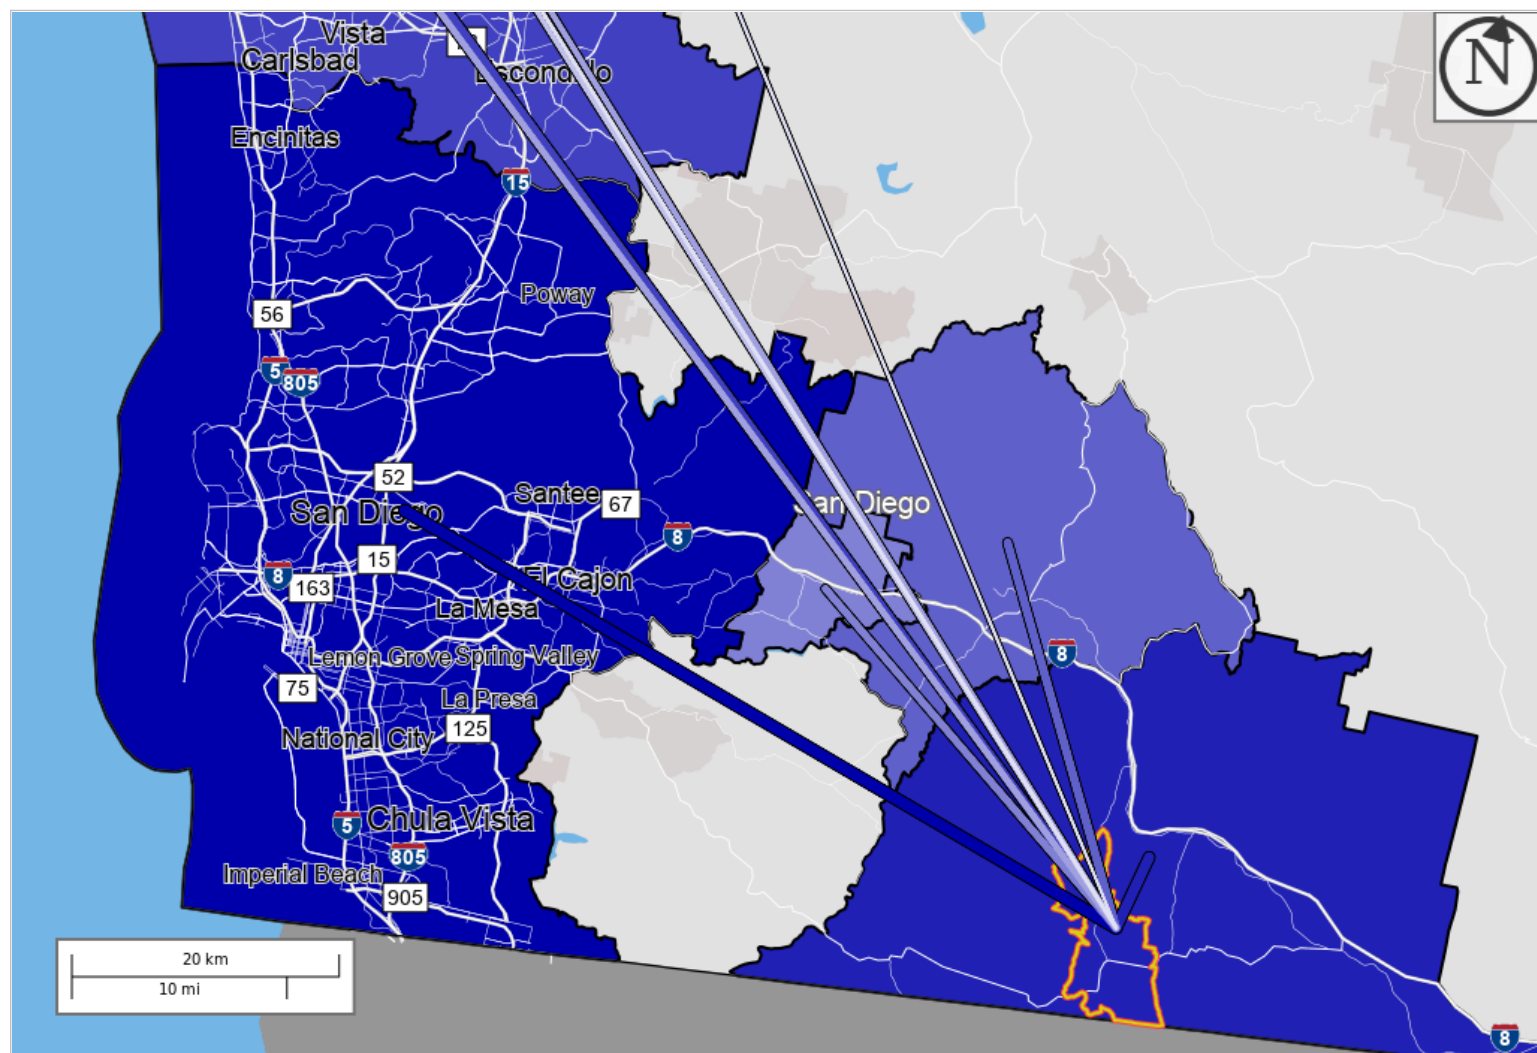 Vista
Carlsbad
Escondido
N
Encinitas
15
56
Poway
5
805
52
San Diego
Santee
67
San Diego
8
15
8
163
El Cajon
La Mesa
Lemon Grove
Spring Valley
8
75
La Presa
125
National City
5
Chula Vista
805
Imperial Beach
905
20 km
10 mi
8